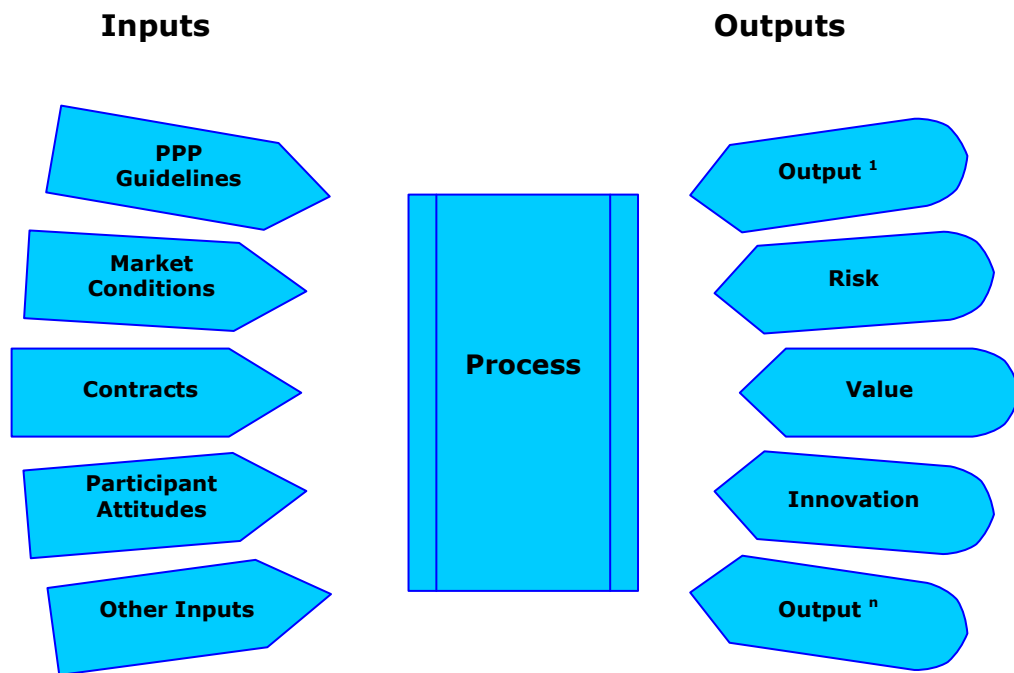 Inputs
Outputs
PPP
Guidelines
Market
Conditions
Contracts
Participant
Attitudes
Other Inputs
Process
Output ¹
Risk
Value
Innovation
Output ⁿ